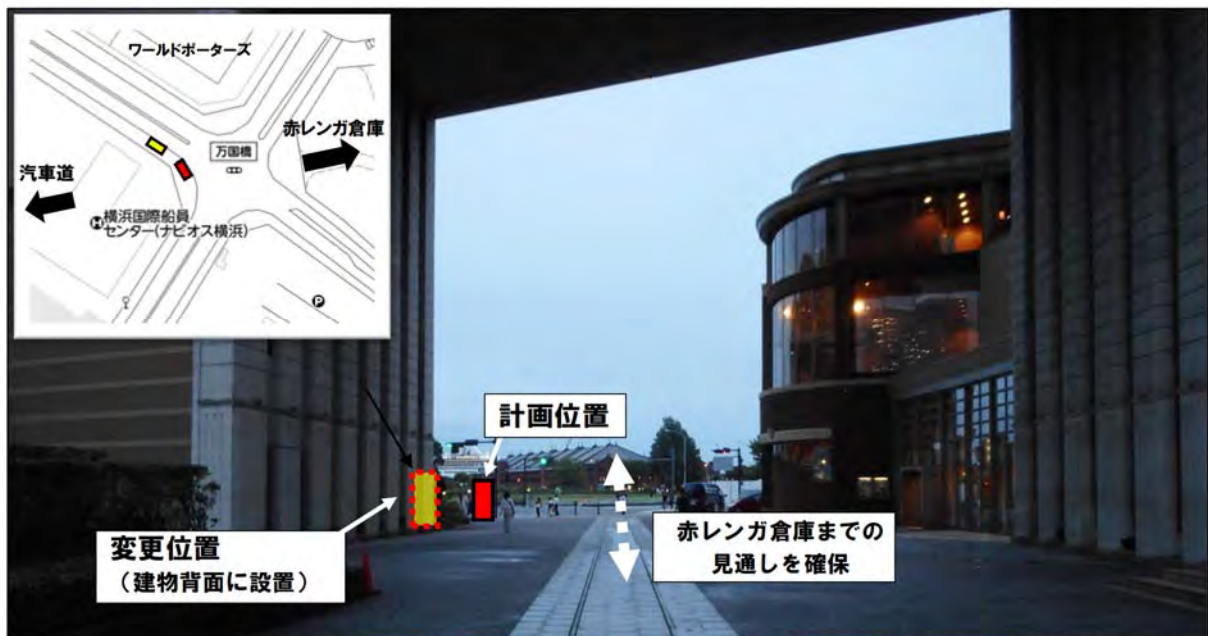 ワールドポーターズ
赤レンガ倉庫
万国橋
汽車道
横浜国際船員
センター(ナビオス横浜)
P
計画位置
変更位置
(建物背面に設置)
赤レンガ倉庫までの
見通しを確保